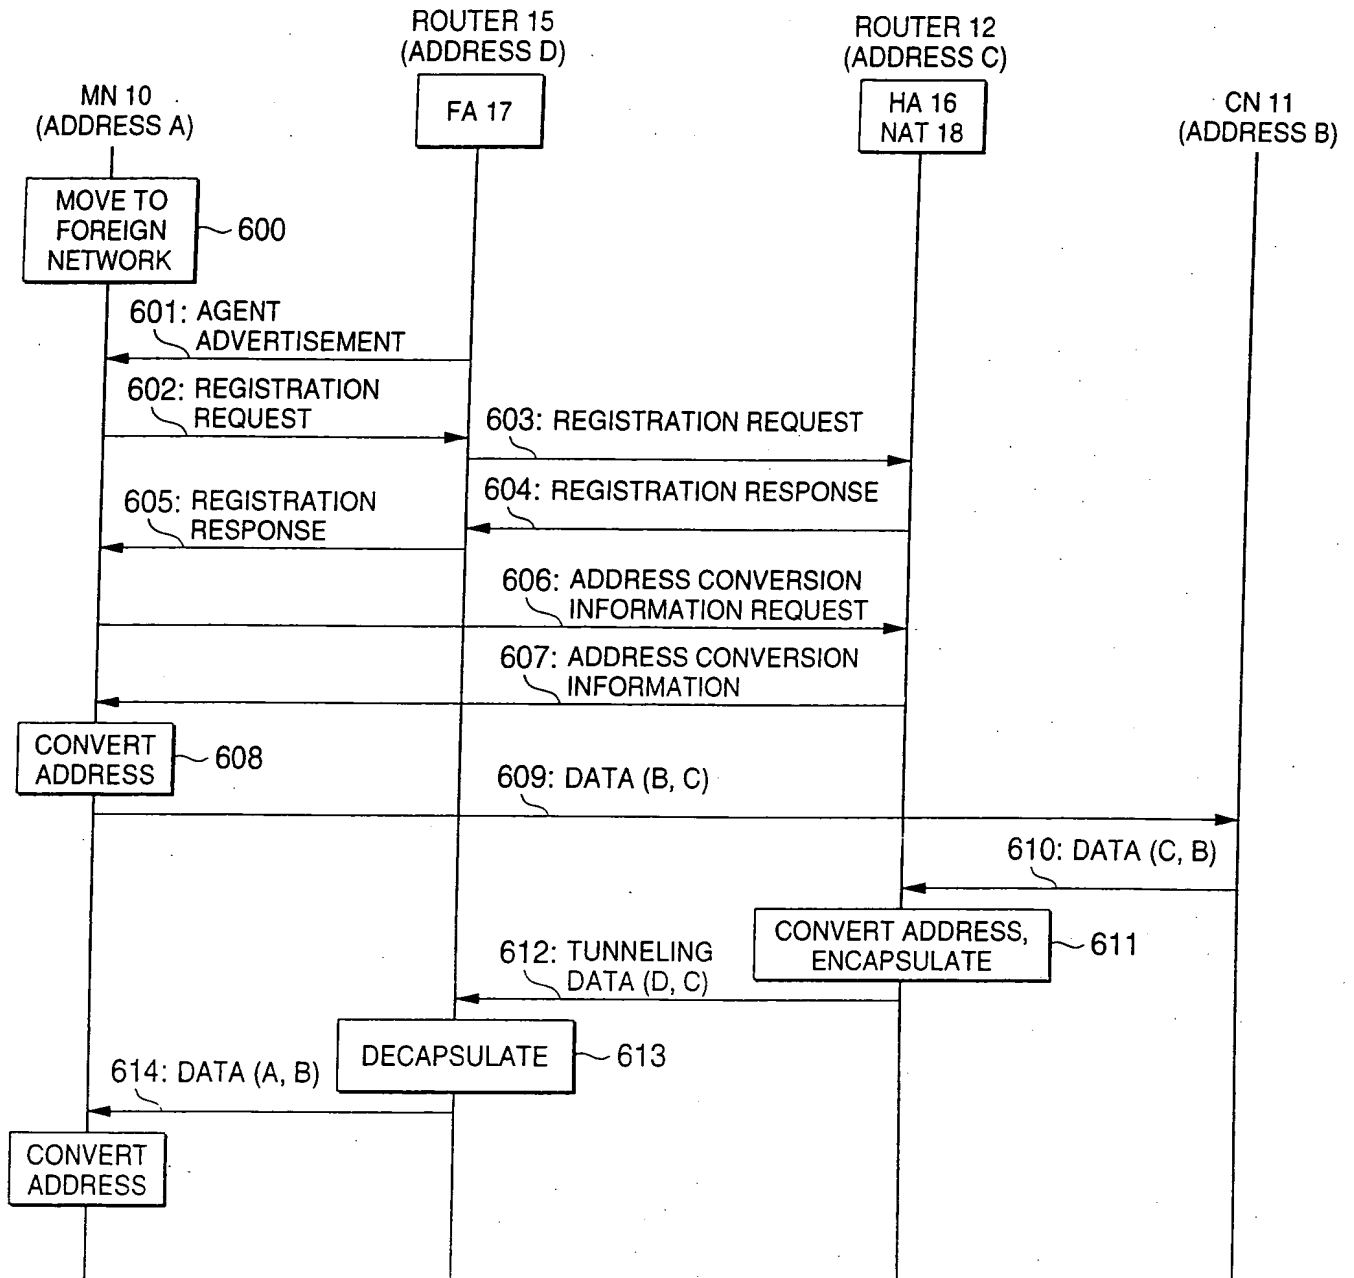 ROUTER 15
(ADDRESS D)
ROUTER 12
(ADDRESS C)
MN 10
(ADDRESS A)
FA 17
HA 16
NAT 18
CN 11
(ADDRESS B)
MOVE TO
FOREIGN
NETWORK
600
601: AGENT
ADVERTISEMENT
602: REGISTRATION
REQUEST
603: REGISTRATION REQUEST
604: REGISTRATION RESPONSE
605: REGISTRATION
RESPONSE
606: ADDRESS CONVERSION
INFORMATION REQUEST
607: ADDRESS CONVERSION
INFORMATION
CONVERT
ADDRESS
608
609: DATA (B, C)
610: DATA (C, B)
CONVERT ADDRESS,
ENCAPSULATE
611
612: TUNNELING
DATA (D, C)
DECAPSULATE
613
614: DATA (A, B)
CONVERT
ADDRESS